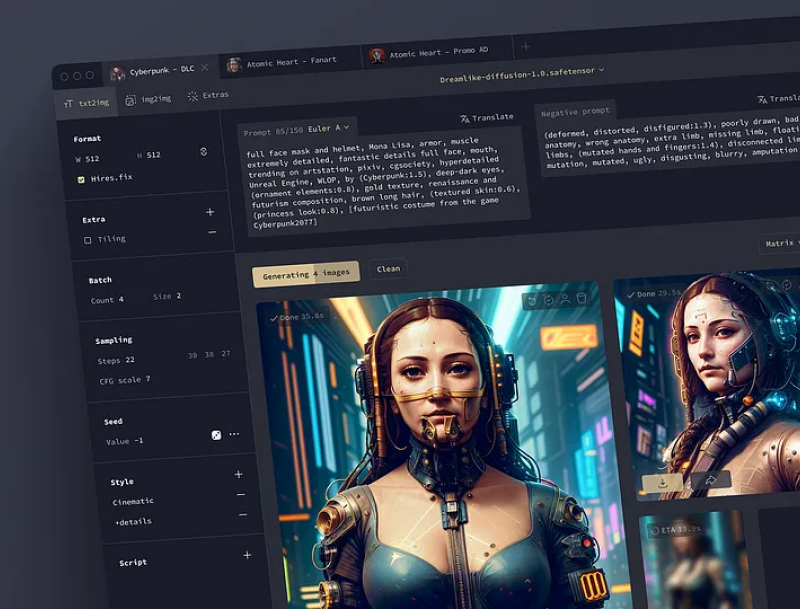 Cyberpunk - DLC
Atomic Heart - Fanart
Atomic Heart - Promo AD
Dreamlike-diffusion-1.0.safetensor
txt2img
img2img
Extras
Format
W 512
H 512
Hires.fix
Extra
Tiling
Batch
Count 4
Size 2
Sampling
Steps 22
30 38 27
CFG scale 7
Seed
Value -1
Style
Cinematic
+details
Script
Prompt 85/150 Euler A
Translate
full face mask and helmet, Mona Lisa, armor, muscle
extremely detailed, fantastic details full face, mouth,
trending on artstation, pixiv, cgsociety, hyperdetailed
Unreal Engine, WLOP, by (Cyberpunk:1.5), deep-dark eyes,
(ornament elements:0.8), gold texture, renaissance and
futurism composition, brown long hair, (textured skin:0.6),
(princess look:0.8), [futuristic costume from the game
Cyberpunk2077]
Negative prompt
Transla
(deformed, distorted, disfigured:1.3), poorly drawn, bad
anatomy, wrong anatomy, extra limb, missing limb, floati
limbs, (mutated hands and fingers:1.4), disconnected lim
mutation, mutated, ugly, disgusting, blurry, amputation
Matrix
Generating 4 images
Clean
Done 35.8s
Done 29.5s
ETA 19.9s